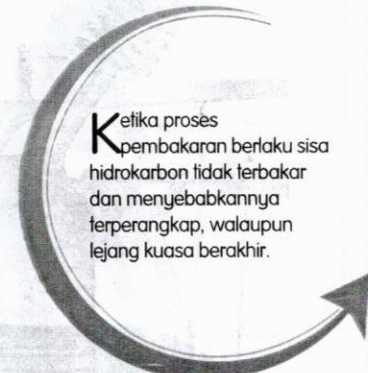 Ketika proses
pembakaran berlaku sisa
hidrokarbon tidak terbakar
dan menyebabkannya
terperangkap, walaupun
lejang kuasa berakhir.